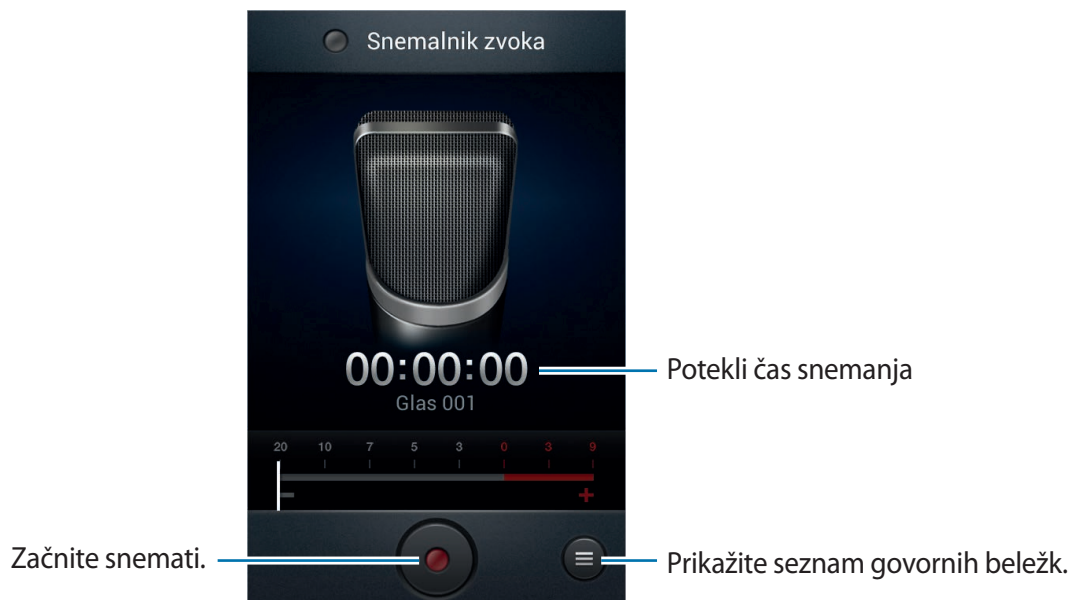 Snemalnik zvoka
00:00:00
Potekli čas snemanja
Glas 001
20 10 7 5 3 0 3 9
- +
Začnite snemati.
Prikažite seznam govornih beležk.